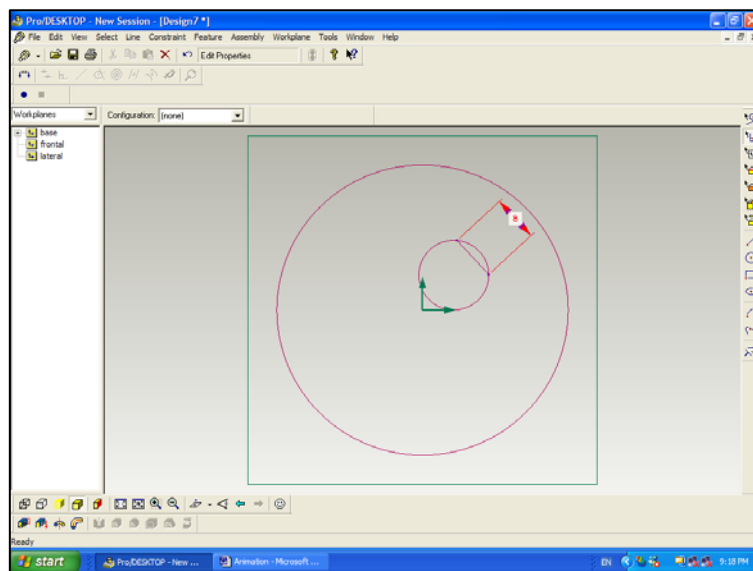 Pro/DESKTOP - New Session - [Design7 *]
File Edit View Select Line Constraint Feature Assembly Workplane Tools Window Help
Edit Properties
Workplanes Configuration: (none)
base
frontal
lateral
8
Ready
start Pro/DESKTOP - New ... Animation - Microsoft ... EN 9:18 PM